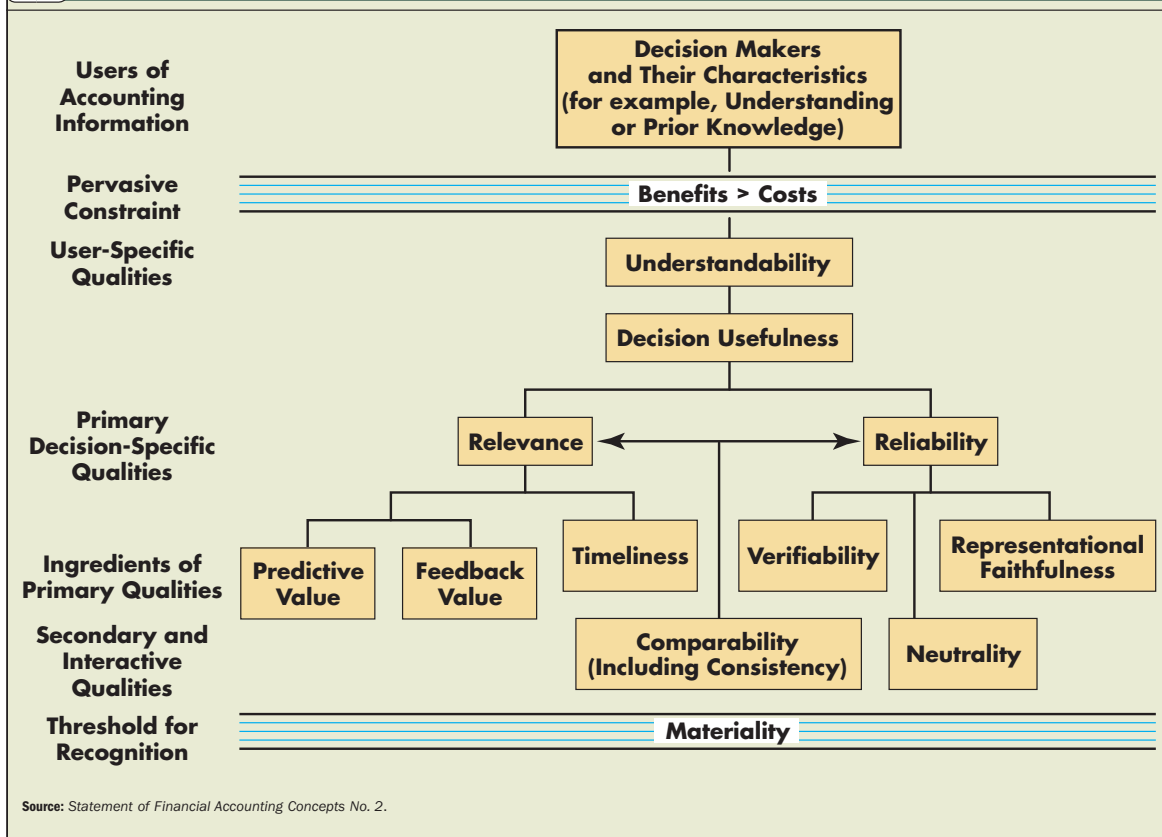 Users of
Accounting
Information
Decision Makers
and Their Characteristics
(for example, Understanding
or Prior Knowledge)
Pervasive
Constraint
Benefits > Costs
User-Specific
Qualities
Understandability
Decision Usefulness
Primary
Decision-Specific
Qualities
Relevance
Reliability
Ingredients of
Primary Qualities
Predictive
Value
Feedback
Value
Timeliness
Verifiability
Representational
Faithfulness
Secondary and
Interactive
Qualities
Comparability
(Including Consistency)
Neutrality
Threshold for
Recognition
Materiality
Source: Statement of Financial Accounting Concepts No. 2.